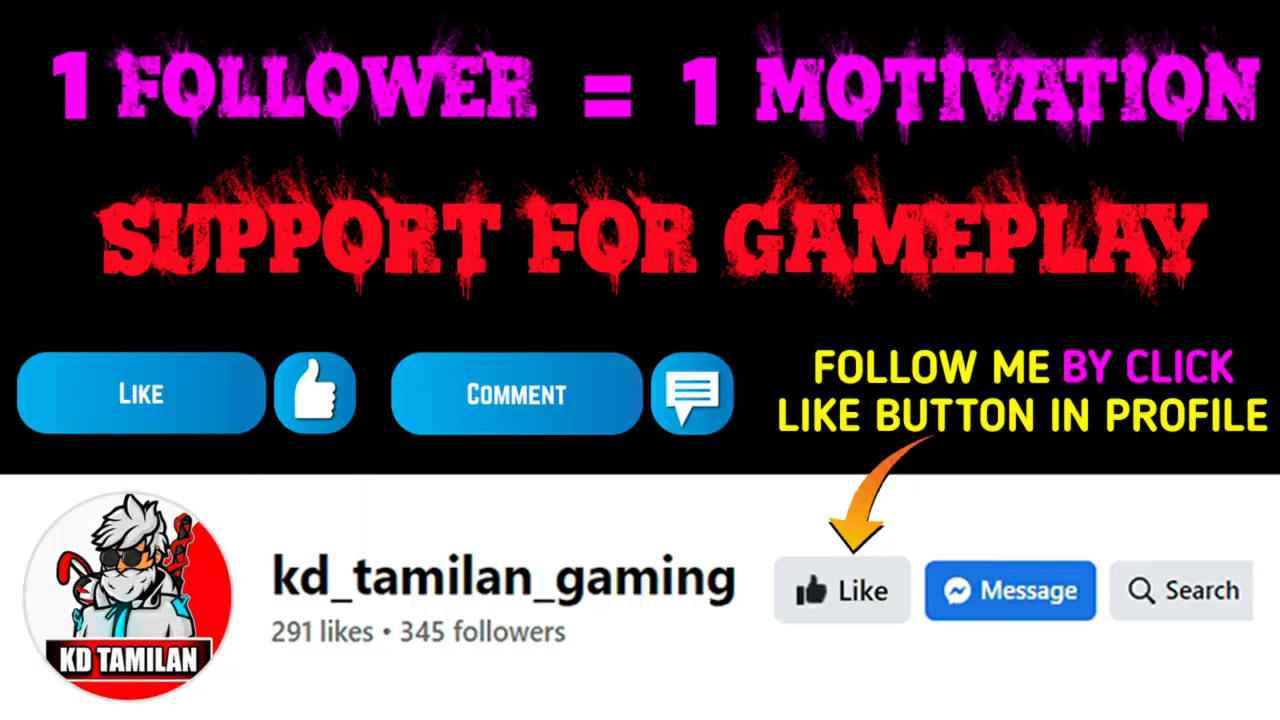 1 FOLLOWER = 1 MOTIVATION
SUPPORT FOR GAMEPLAY
LIKE
COMMENT
FOLLOW ME BY CLICK
LIKE BUTTON IN PROFILE
kd_tamilan_gaming
291 likes • 345 followers
Like
Message
Search
KD TAMILAN